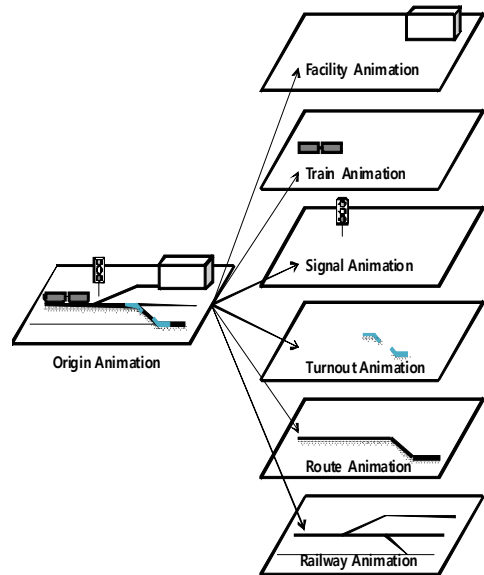 Facility Animation
Train Animation
Signal Animation
Origin Animation
Turnout Animation
Route Animation
Railway Animation